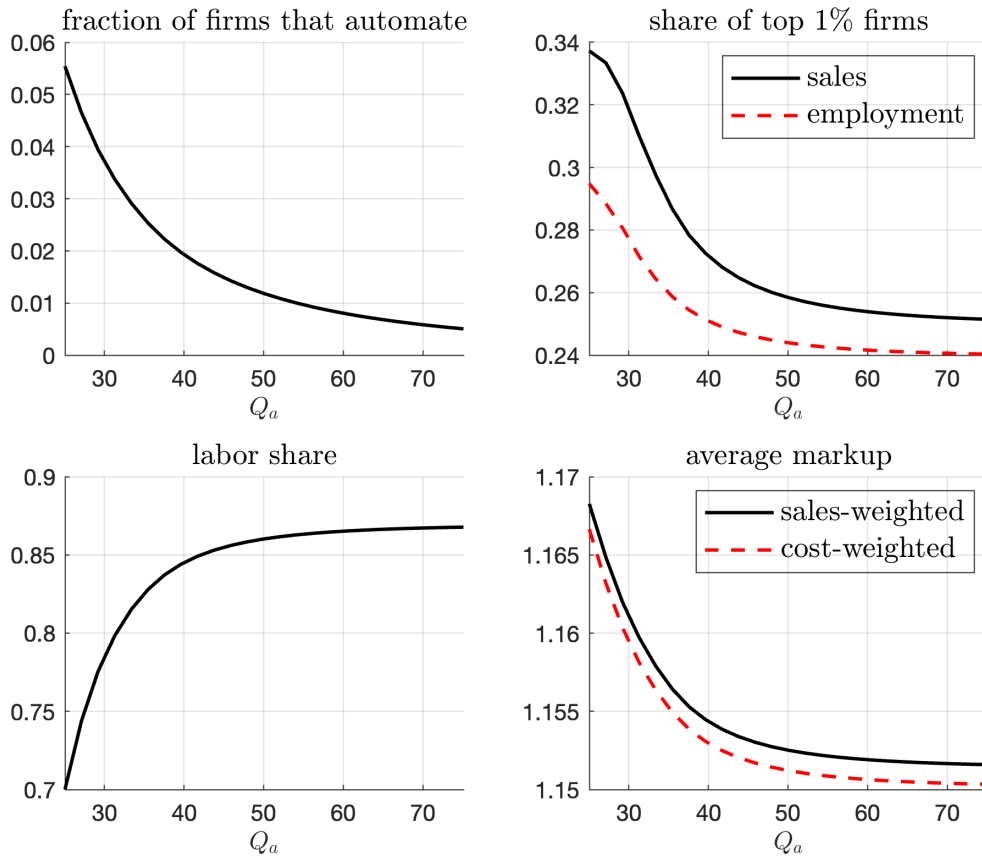 fraction of firms that automate
0.06
0.05
0.04
0.03
0.02
0.01
0
30 40 50 60 70
Qa
share of top 1% firms
0.34
0.32
0.3
0.28
0.26
0.24
sales
employment
30 40 50 60 70
Qa
labor share
0.9
0.85
0.8
0.75
0.7
30 40 50 60 70
Qa
average markup
1.17
1.165
1.16
1.155
1.15
sales-weighted
cost-weighted
30 40 50 60 70
Qa